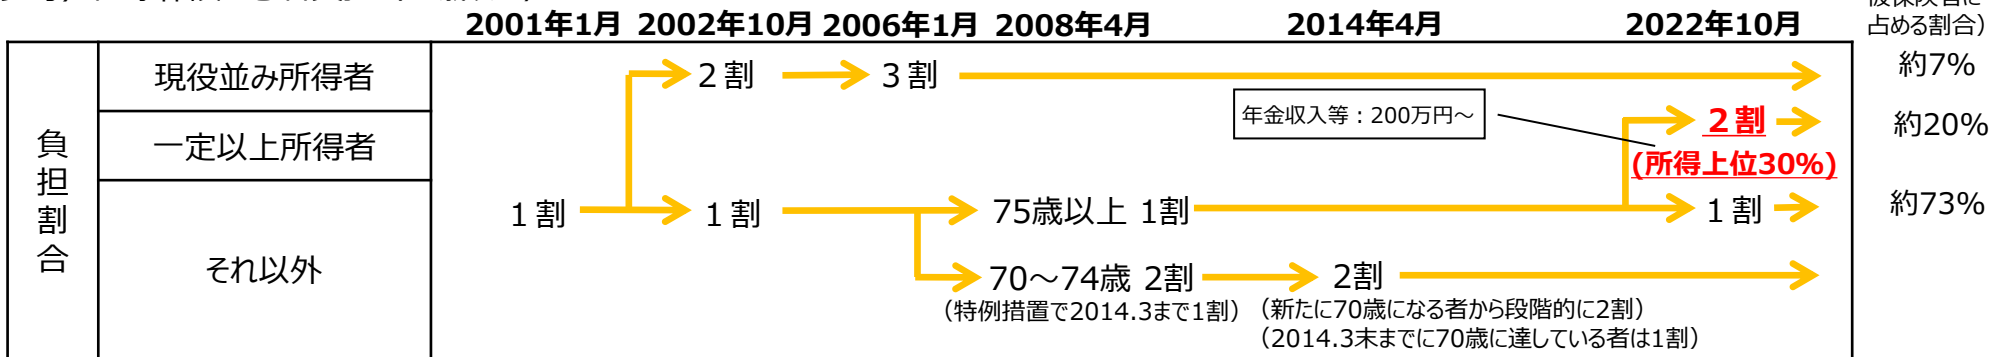 2001年1月 2002年10月 2006年1月 2008年4月 2014年4月 2022年10月
占める割合）
負担割合
現役並み所得者
2割 3割
約7%
一定以上所得者
年金収入等：200万円～
2割
(所得上位30%)
約20%
それ以外
1割 1割 75歳以上 1割 1割
約73%
70～74歳 2割 2割
（特例措置で2014.3まで1割）
（新たに70歳になる者から段階的に2割）
（2014.3末までに70歳に達している者は1割）